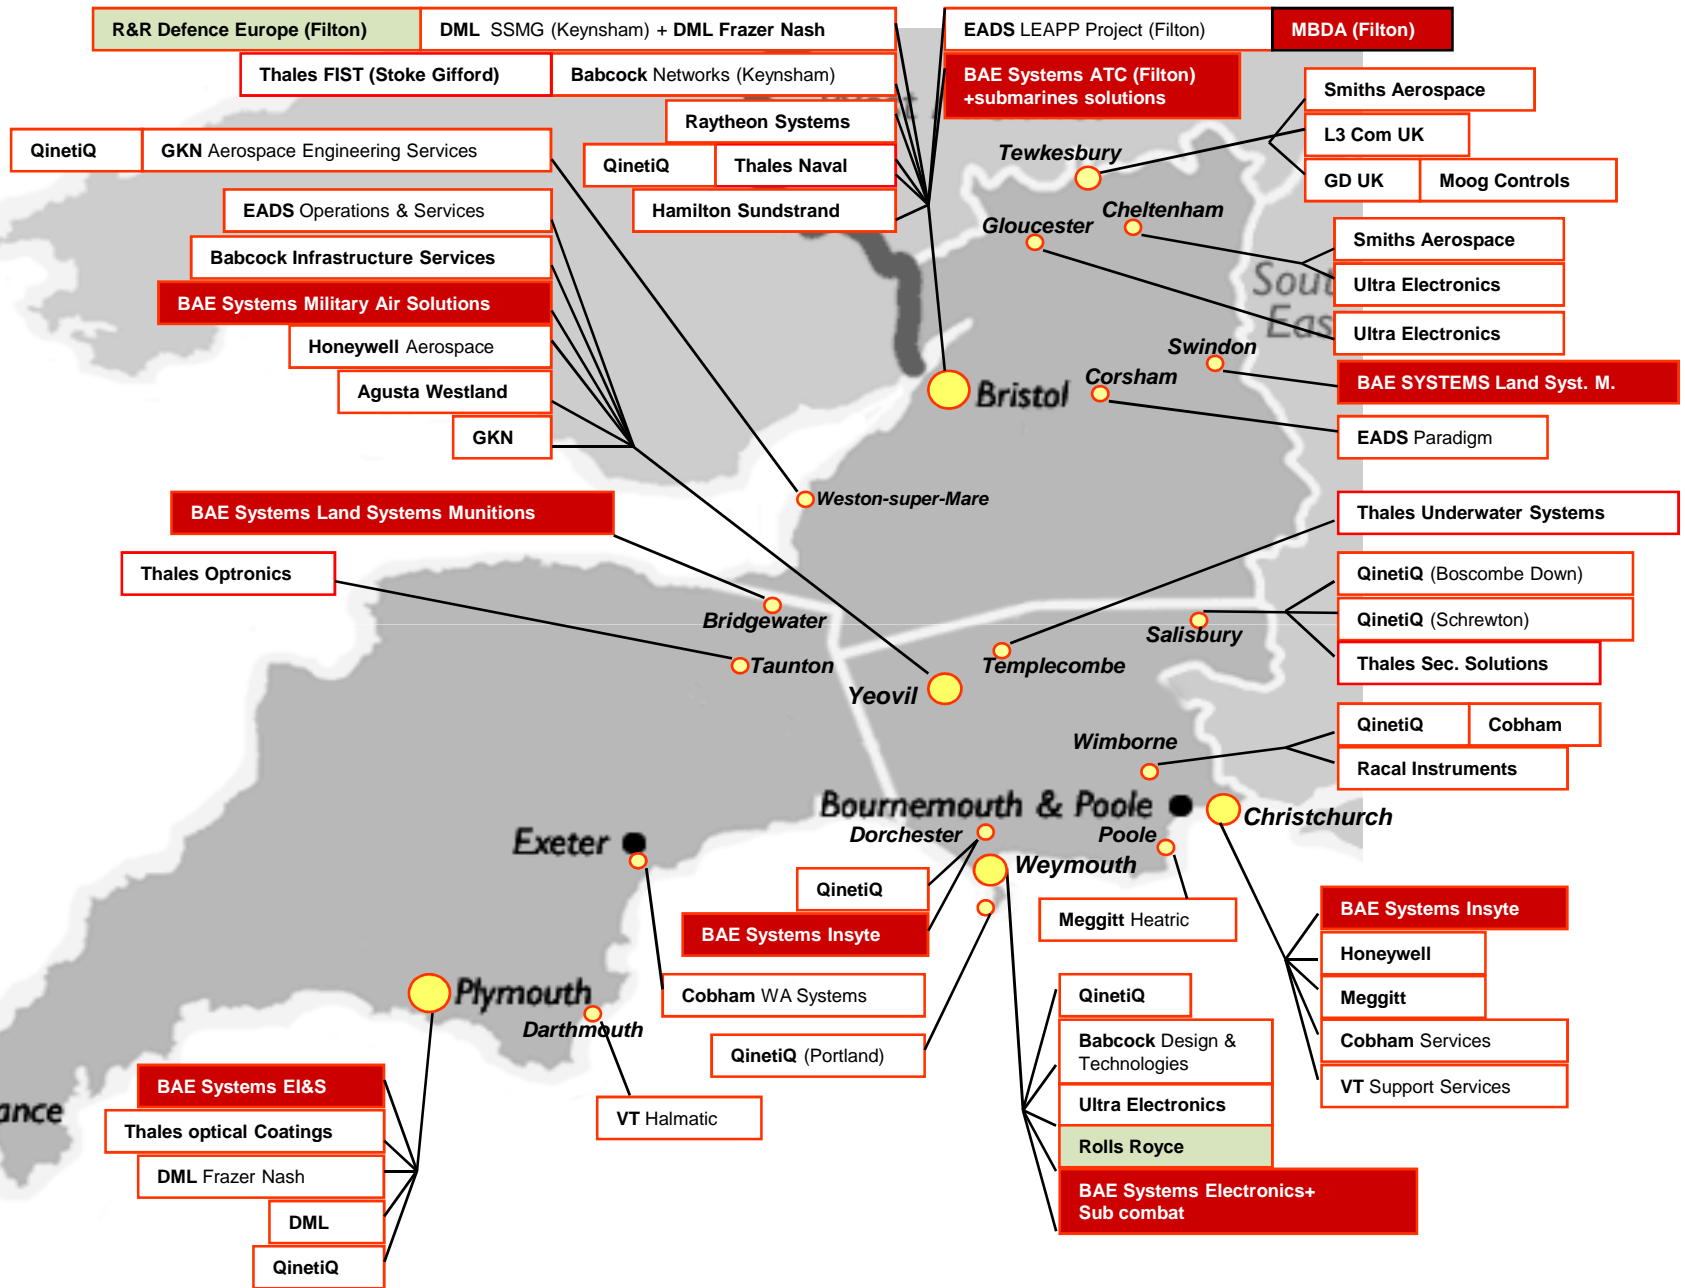 R&R Defence Europe (Filton)
DML SSMG (Keynsham) + DML Frazer Nash
EADS LEAPP Project (Filton)
MBDA (Filton)
Thales FIST (Stoke Gifford)
Babcock Networks (Keynsham)
BAE Systems ATC (Filton)
+submarines solutions
Smiths Aerospace
Raytheon Systems
L3 Com UK
QinetiQ
GKN Aerospace Engineering Services
QinetiQ
Thales Naval
Tewkesbury
GD UK
Moog Controls
EADS Operations & Services
Hamilton Sundstrand
Gloucester
Cheltenham
Smiths Aerospace
Babcock Infrastructure Services
Ultra Electronics
BAE Systems Military Air Solutions
Sout
Eas
Ultra Electronics
Honeywell Aerospace
Swindon
Agusta Westland
Bristol
Corsham
BAE SYSTEMS Land Syst. M.
GKN
EADS Paradigm
Weston-super-Mare
BAE Systems Land Systems Munitions
Thales Underwater Systems
Thales Optronics
QinetiQ (Boscombe Down)
Bridgewater
Salisbury
QinetiQ (Schrewton)
Taunton
Templecombe
Thales Sec. Solutions
Yeovil
Wimborne
QinetiQ
Cobham
Racal Instruments
Bournemouth & Poole
Christchurch
Exeter
Dorchester
Poole
Weymouth
QinetiQ
BAE Systems Insyte
Meggitt Heatric
BAE Systems Insyte
Honeywell
Plymouth
Cobham WA Systems
QinetiQ
Meggitt
Darthmouth
QinetiQ (Portland)
Babcock Design &
Technologies
Cobham Services
BAE Systems EI&S
VT Support Services
ance
Thales optical Coatings
VT Halmatic
Ultra Electronics
DML Frazer Nash
Rolls Royce
DML
BAE Systems Electronics+
Sub combat
QinetiQ